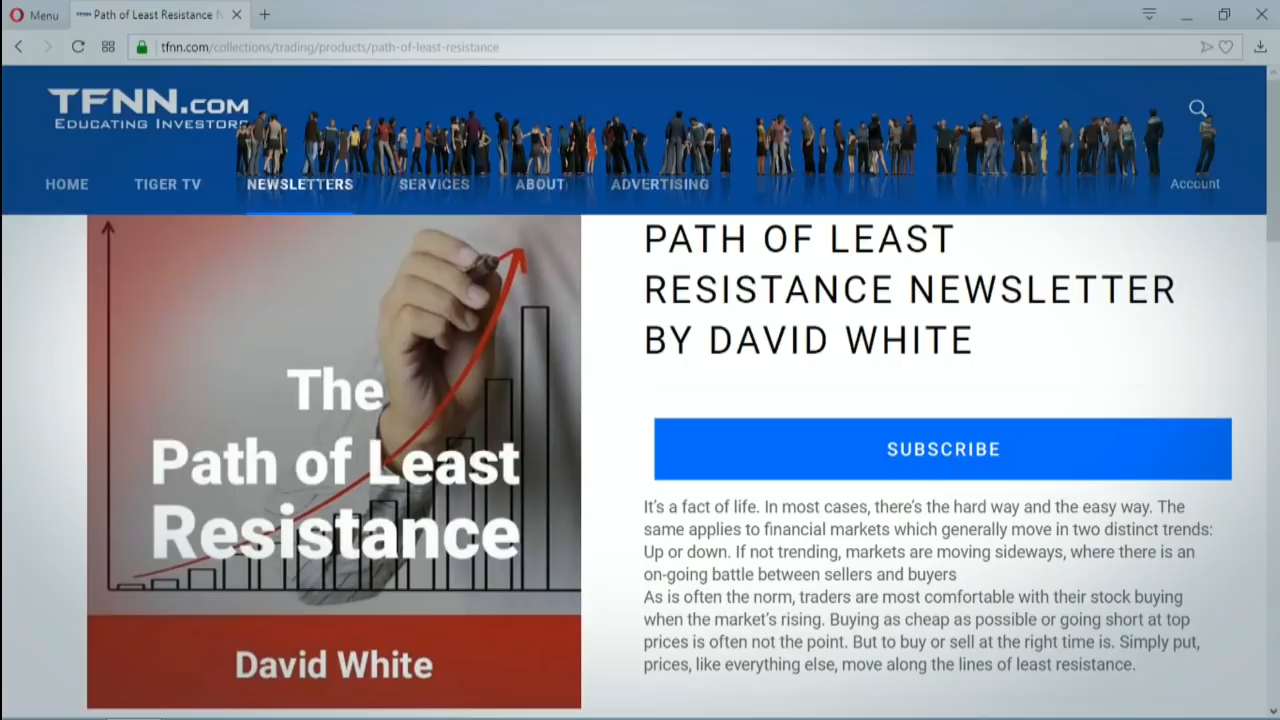 Menu
Path of Least Resistance N
tfnn.com/collections/trading/products/path-of-least-resistance
TFNN.COM
EDUCATING INVESTORS
HOME
TIGER TV
NEWSLETTERS
SERVICES
ABOUT
ADVERTISING
Account
The
Path of Least
Resistance
David White
PATH OF LEAST
RESISTANCE NEWSLETTER
BY DAVID WHITE
SUBSCRIBE
It’s a fact of life. In most cases, there’s the hard way and the easy way. The
same applies to financial markets which generally move in two distinct trends:
Up or down. If not trending, markets are moving sideways, where there is an
on-going battle between sellers and buyers
As is often the norm, traders are most comfortable with their stock buying
when the market’s rising. Buying as cheap as possible or going short at top
prices is often not the point. But to buy or sell at the right time is. Simply put,
prices, like everything else, move along the lines of least resistance.